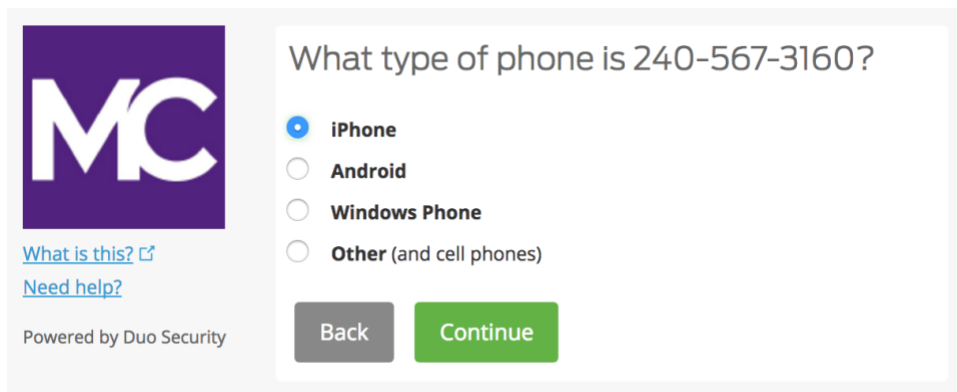 MC
What is this?
Need help?
Powered by Duo Security
What type of phone is 240-567-3160?
iPhone
Android
Windows Phone
Other (and cell phones)
Back
Continue